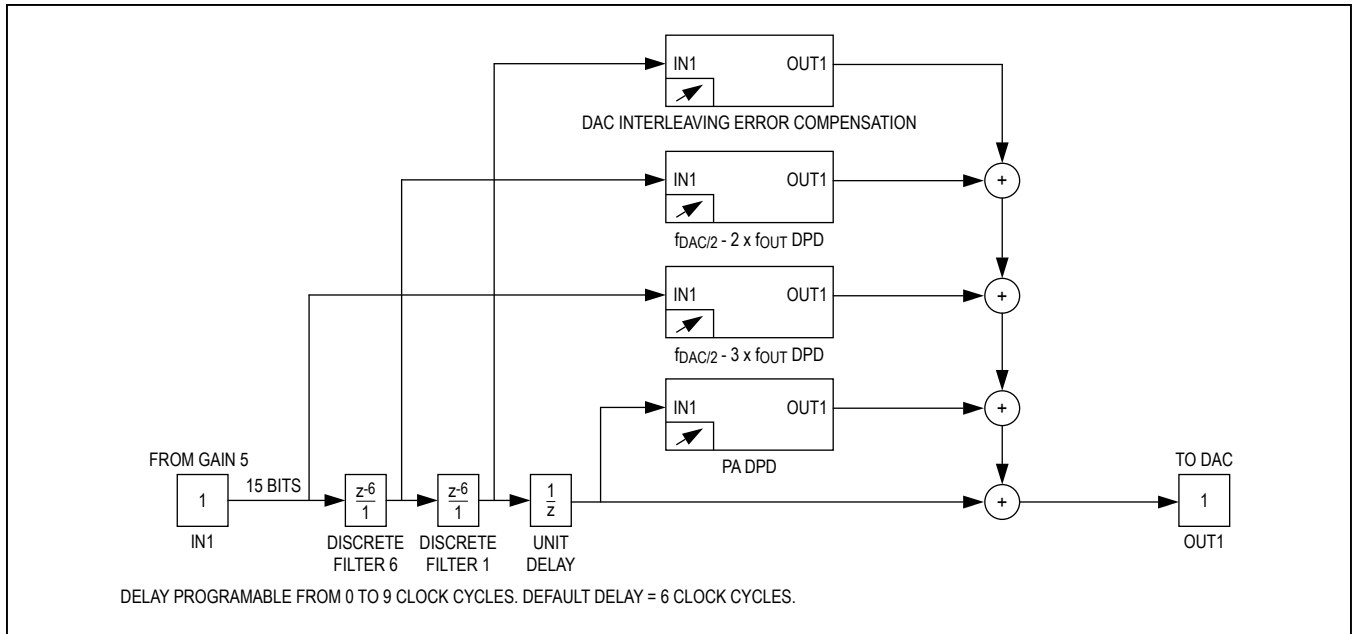 IN1 OUT1
DAC INTERLEAVING ERROR COMPENSATION
+
IN1 OUT1
fDAC/2 - 2 x fOUT DPD
+
IN1 OUT1
fDAC/2 - 3 x fOUT DPD
+
IN1 OUT1
PA DPD
FROM GAIN 5
1
IN1
15 BITS
z-6
1
DISCRETE
FILTER 6
z-6
1
DISCRETE
FILTER 1
1
z
UNIT
DELAY
+
TO DAC
1
OUT1
DELAY PROGRAMABLE FROM 0 TO 9 CLOCK CYCLES. DEFAULT DELAY = 6 CLOCK CYCLES.